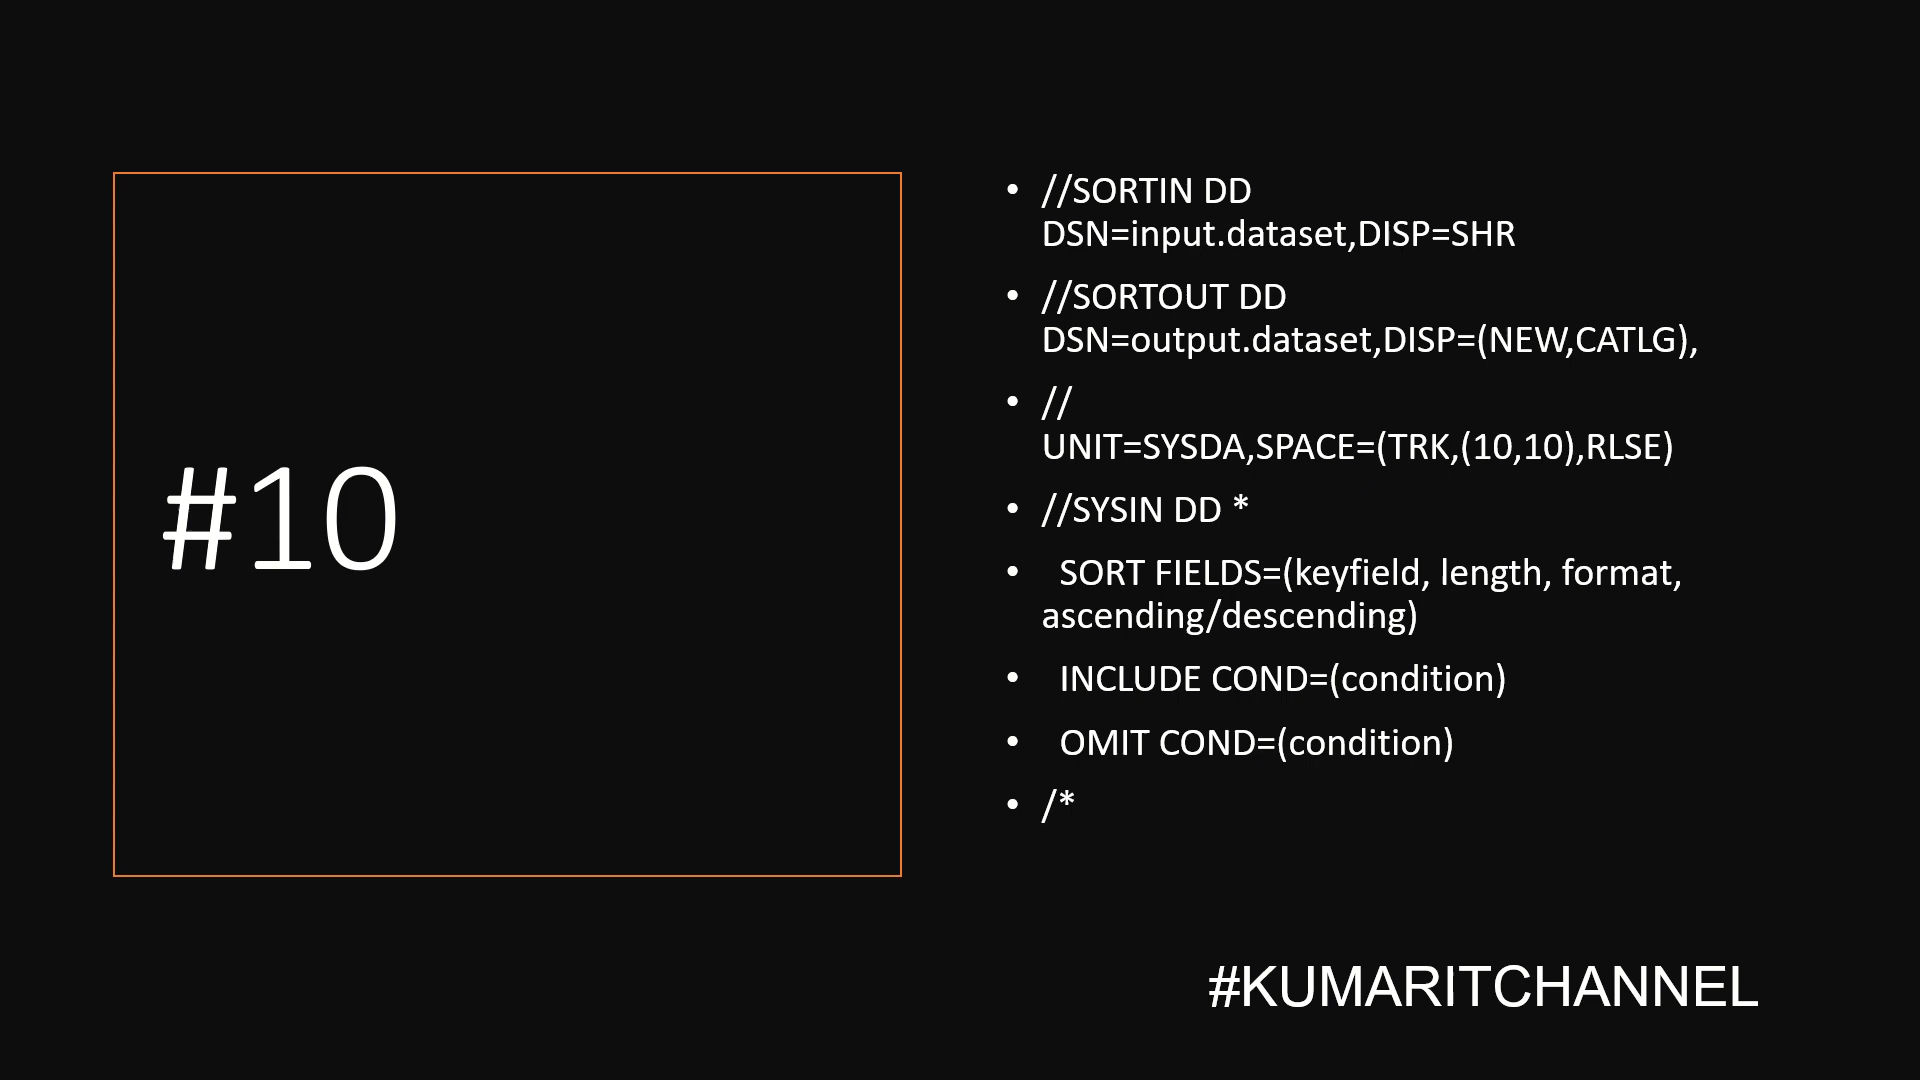 #10
• //SORTIN DD
DSN=input.dataset,DISP=SHR
• //SORTOUT DD
DSN=output.dataset,DISP=(NEW,CATLG),
• //
UNIT=SYSDA,SPACE=(TRK,(10,10),RLSE)
• //SYSIN DD *
• SORT FIELDS=(keyfield, length, format,
ascending/descending)
• INCLUDE COND=(condition)
• OMIT COND=(condition)
• /*
#KUMARITCHANNEL